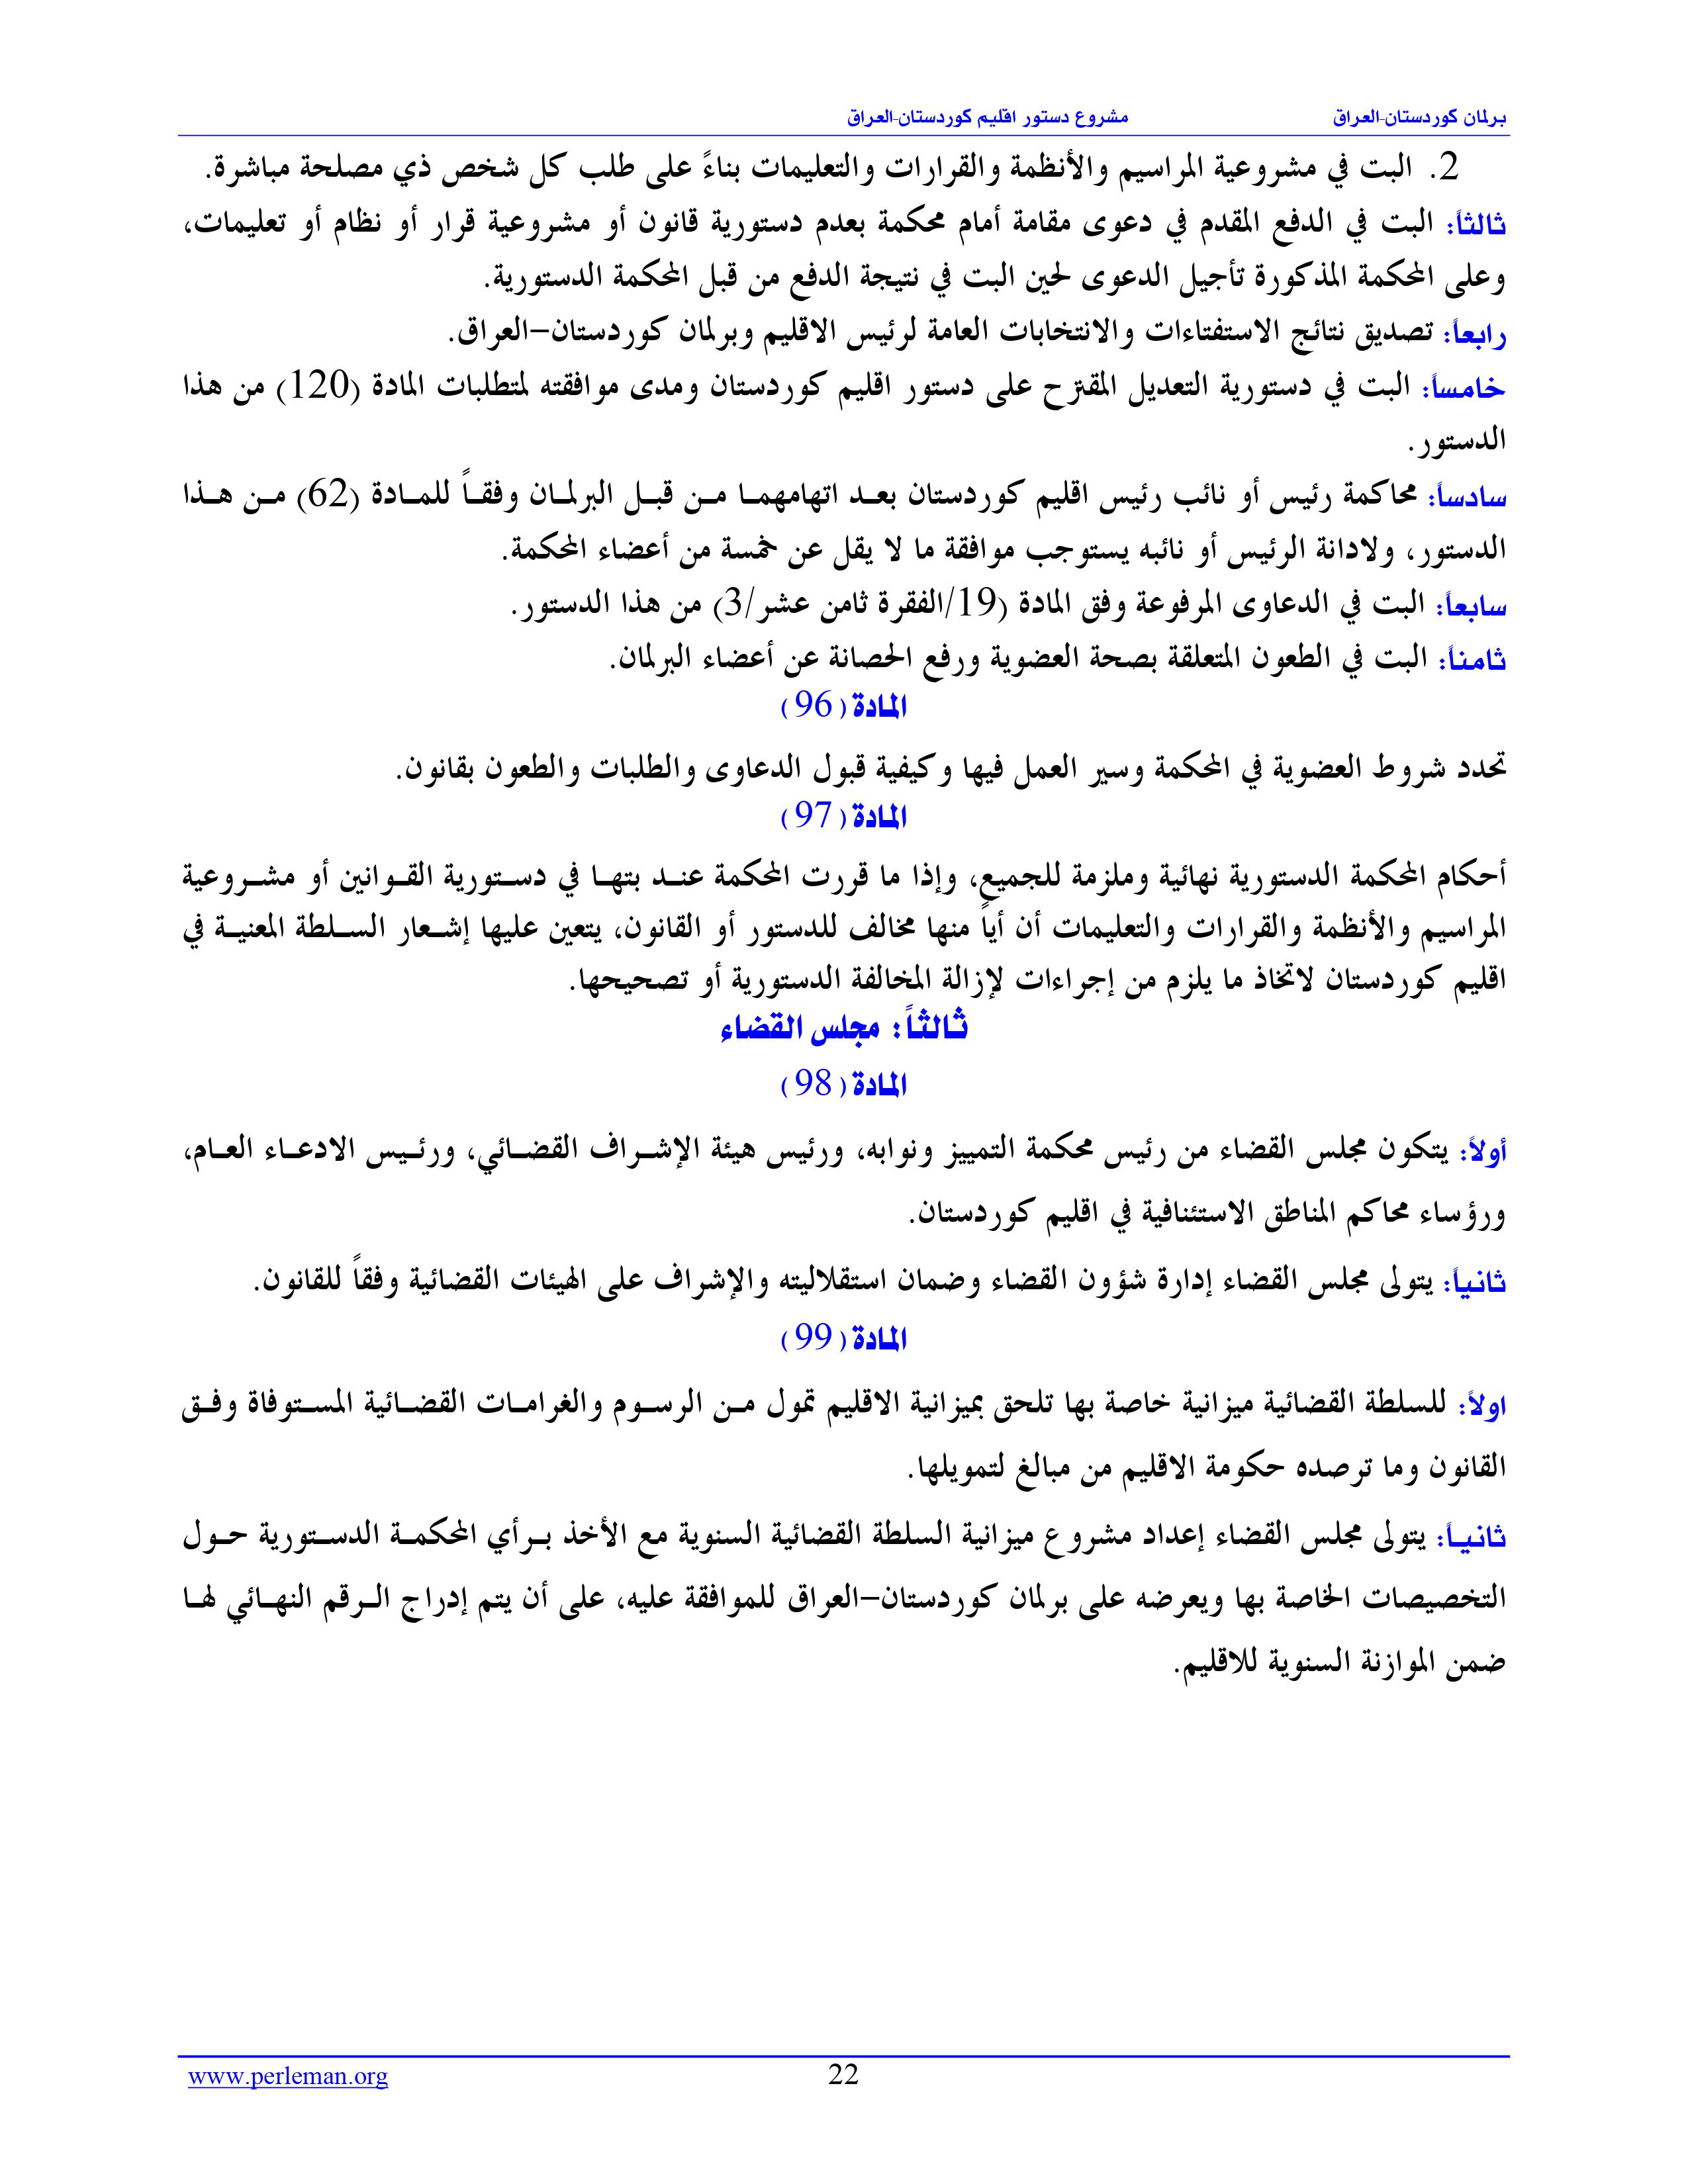 برلمان كوردستان-العراق مشروع دستور اقليم كوردستان-العراق
2. البت في مشروعية المراسيم والأنظمة والقرارات والتعليمات بناءً على طلب كل شخص ذي مصلحة مباشرة.
ثالثاً: البت في الدفع المقدم في دعوى مقامة أمام محكمة بعدم دستورية قانون أو مشروعية قرار أو نظام أو تعليمات،
وعلى المحكمة المذكورة تأجيل الدعوى لحين البت في نتيجة الدفع من قبل المحكمة الدستورية.
رابعاً: تصديق نتائج الاستفتاءات والانتخابات العامة لرئيس الاقليم وبرلمان كوردستان–العراق.
خامساً: البت في دستورية التعديل المقترح على دستور اقليم كوردستان ومدى موافقته لمتطلبات المادة (120) من هذا
الدستور.
سادساً: محاكمة رئيس أو نائب رئيس اقليم كوردستان بعد اتهامهما من قبل البرلمان وفقاً للمادة (62) من هذا
الدستور، ولادانة الرئيس أو نائبه يستوجب موافقة ما لا يقل عن خمسة من أعضاء المحكمة.
سابعاً: البت في الدعاوى المرفوعة وفق المادة (19/الفقرة ثامن عشر/3) من هذا الدستور.
ثامناً: البت في الطعون المتعلقة بصحة العضوية ورفع الحصانة عن أعضاء البرلمان.
المادة (96)
تحدد شروط العضوية في المحكمة وسير العمل فيها وكيفية قبول الدعاوى والطلبات والطعون بقانون.
المادة (97)
أحكام المحكمة الدستورية نهائية وملزمة للجميع، وإذا ما قررت المحكمة عند بتها في دستورية القوانين أو مشروعية
المراسيم والأنظمة والقرارات والتعليمات أن أياً منها مخالف للدستور أو القانون، يتعين عليها إشعار السلطة المعنية في
اقليم كوردستان لاتخاذ ما يلزم من إجراءات لإزالة المخالفة الدستورية أو تصحيحها.
ثالثاً: مجلس القضاء
المادة (98)
أولاً: يتكون مجلس القضاء من رئيس محكمة التمييز ونوابه، ورئيس هيئة الإشراف القضائي، ورئيس الادعاء العام،
ورؤساء محاكم المناطق الاستئنافية في اقليم كوردستان.
ثانياً: يتولى مجلس القضاء إدارة شؤون القضاء وضمان استقلاليته والإشراف على الهيئات القضائية وفقاً للقانون.
المادة (99)
اولاً: للسلطة القضائية ميزانية خاصة بها تلحق بميزانية الاقليم تمول من الرسوم والغرامات القضائية المستوفاة وفق
القانون وما ترصده حكومة الاقليم من مبالغ لتمويلها.
ثانياً: يتولى مجلس القضاء إعداد مشروع ميزانية السلطة القضائية السنوية مع الأخذ برأي المحكمة الدستورية حول
التخصيصات الخاصة بها ويعرضه على برلمان كوردستان–العراق للموافقة عليه، على أن يتم إدراج الرقم النهائي لها
ضمن الموازنة السنوية للاقليم.
www.perleman.org 22